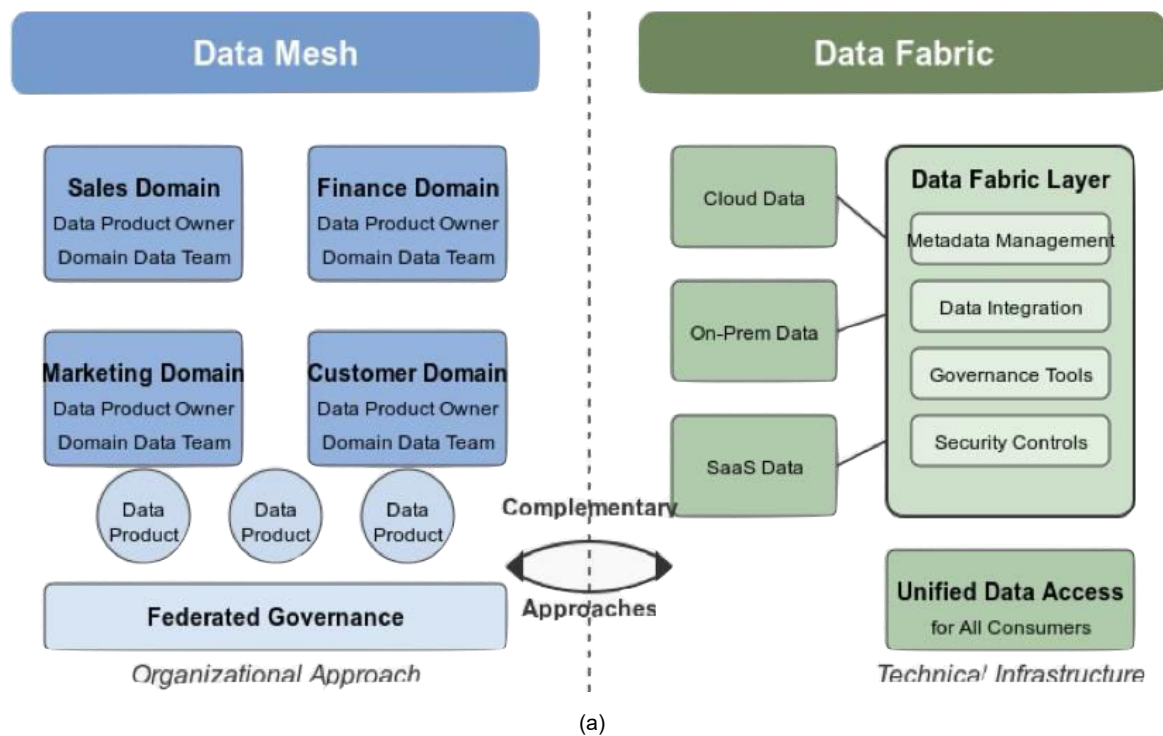 Data Mesh
Sales Domain
Data Product Owner
Domain Data Team
Finance Domain
Data Product Owner
Domain Data Team
Marketing Domain
Data Product Owner
Domain Data Team
Customer Domain
Data Product Owner
Domain Data Team
Data
Product
Data
Product
Data
Product
Federated Governance
Organizational Approach
Complementary
Approaches
Data Fabric
Cloud Data
On-Prem Data
SaaS Data
Data Fabric Layer
Metadata Management
Data Integration
Governance Tools
Security Controls
Unified Data Access
for All Consumers
Technical Infrastructure
(a)